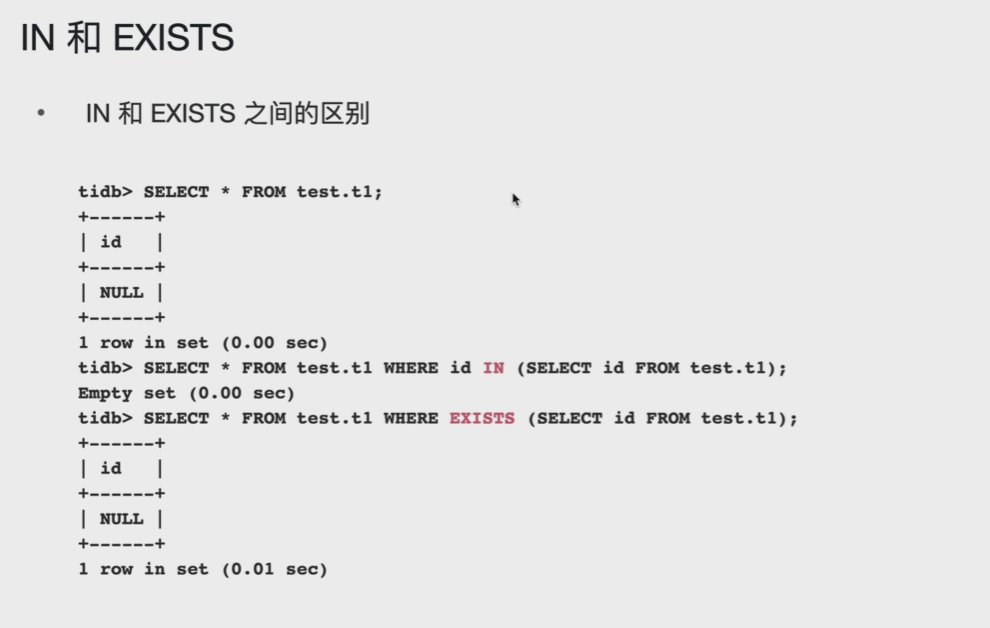 IN 和 EXISTS
• IN 和 EXISTS 之间的区别
tidb> SELECT * FROM test.t1;
+------+
| id   |
+------+
| NULL |
+------+
1 row in set (0.00 sec)
tidb> SELECT * FROM test.t1 WHERE id IN (SELECT id FROM test.t1);
Empty set (0.00 sec)
tidb> SELECT * FROM test.t1 WHERE EXISTS (SELECT id FROM test.t1);
+------+
| id   |
+------+
| NULL |
+------+
1 row in set (0.01 sec)